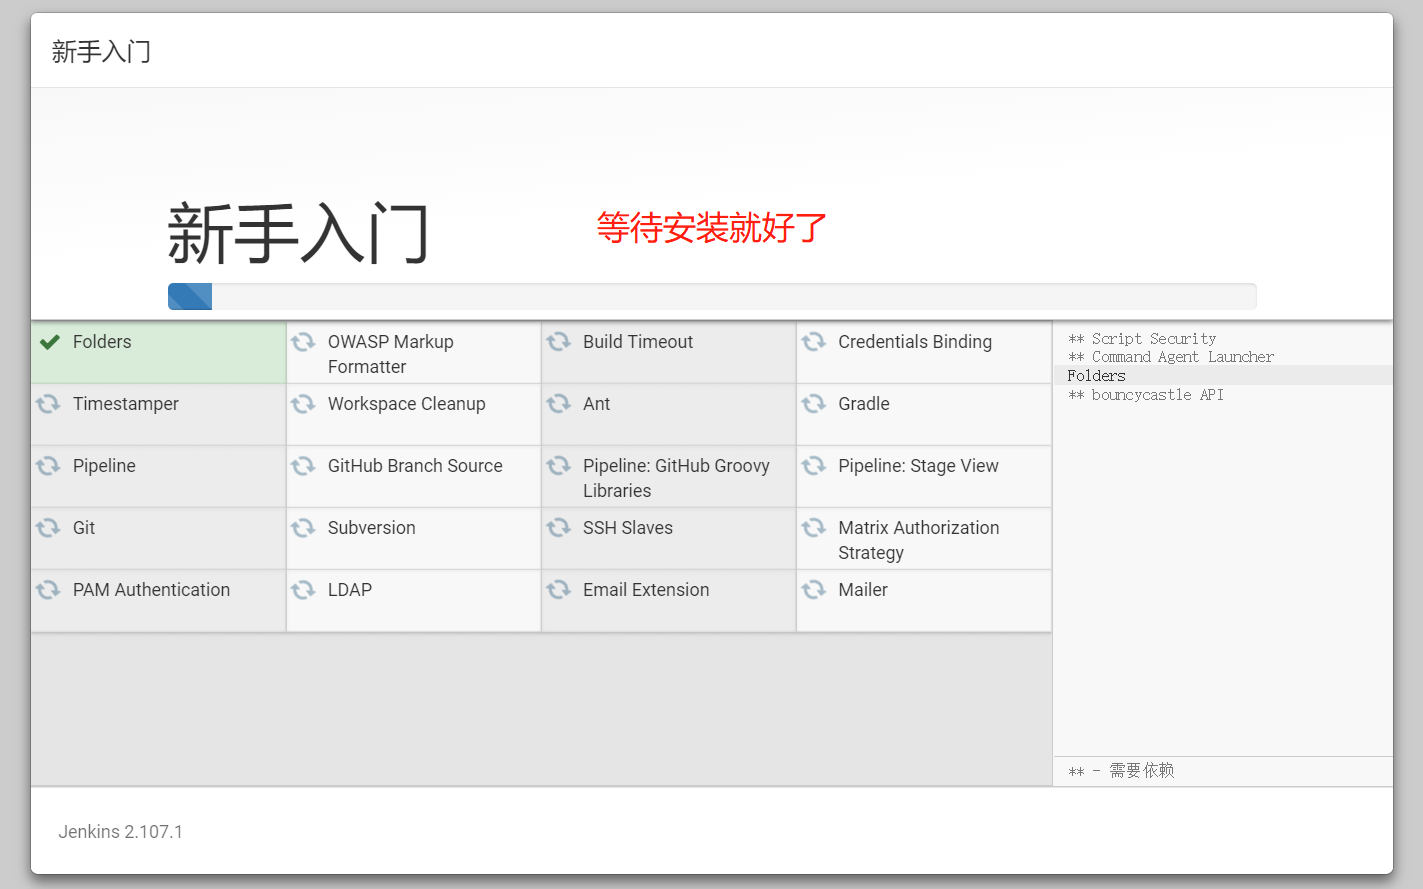 新手入门
新手入门
等待安装就好了
Folders
OWASP Markup
Formatter
Build Timeout
Credentials Binding
Timestamper
Workspace Cleanup
Ant
Gradle
Pipeline
GitHub Branch Source
Pipeline: GitHub Groovy
Libraries
Pipeline: Stage View
Git
Subversion
SSH Slaves
Matrix Authorization
Strategy
PAM Authentication
LDAP
Email Extension
Mailer
** Script Security
** Command Agent Launcher
Folders
** bouncycastle API
** - 需要依赖
Jenkins 2.107.1